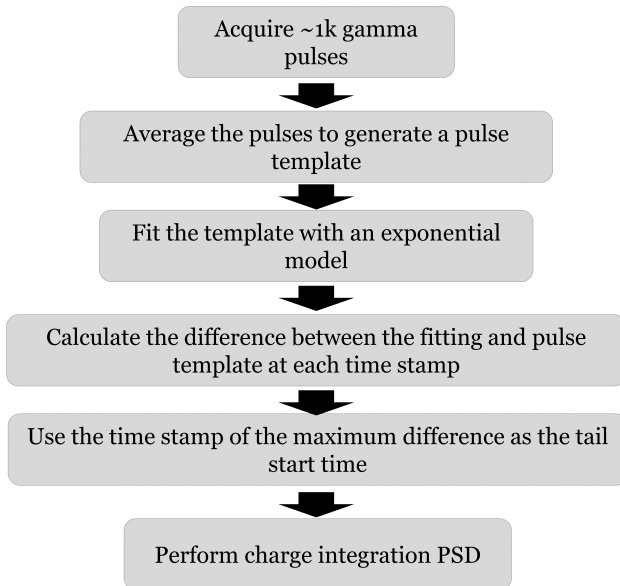 Acquire ~1k gamma
pulses
Average the pulses to generate a pulse
template
Fit the template with an exponential
model
Calculate the difference between the fitting and pulse
template at each time stamp
Use the time stamp of the maximum difference as the tail
start time
Perform charge integration PSD